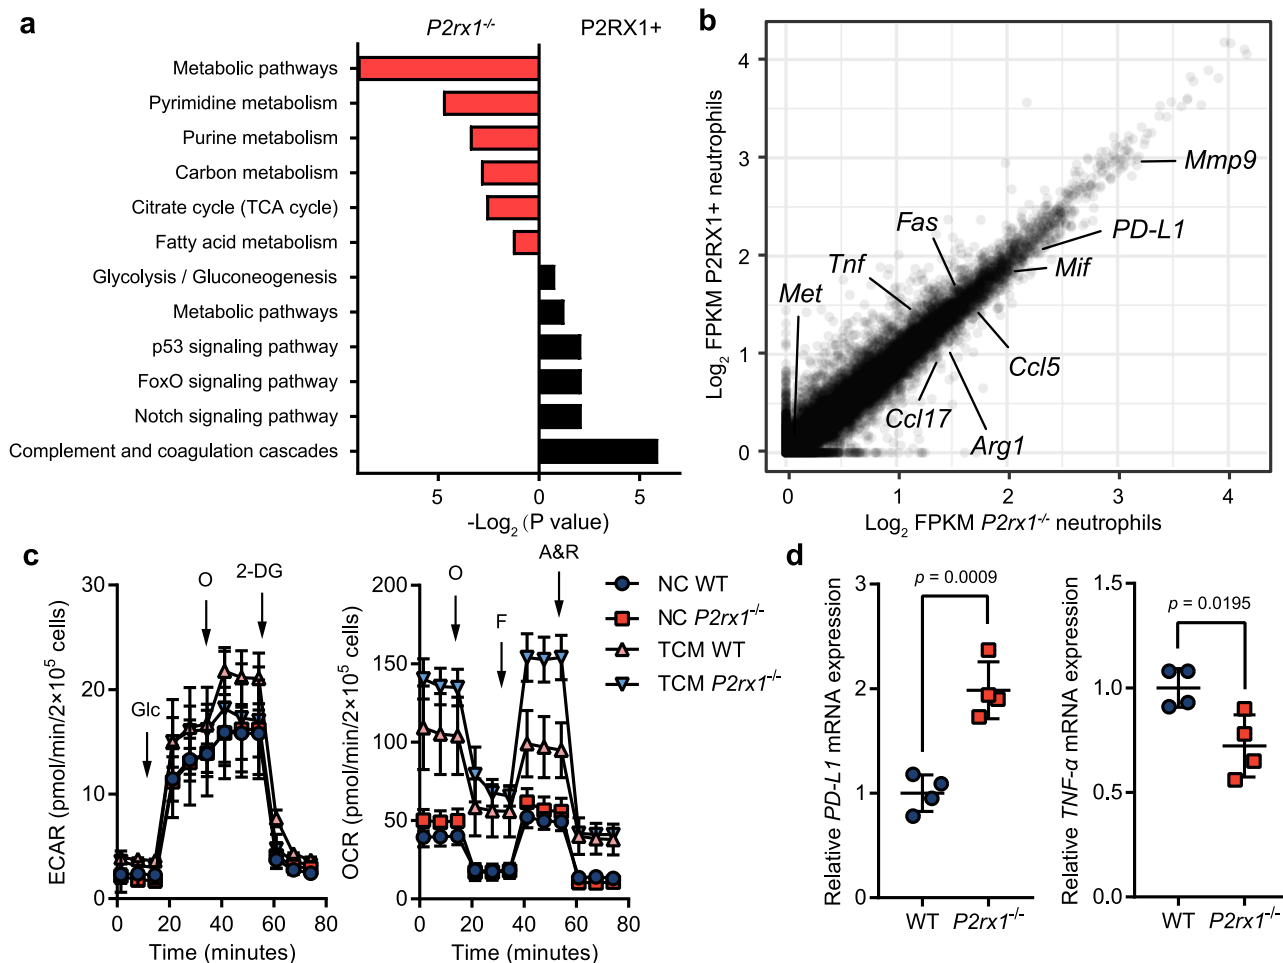 a
P2rx1-/-
P2RX1+
Metabolic pathways
Pyrimidine metabolism
Purine metabolism
Carbon metabolism
Citrate cycle (TCA cycle)
Fatty acid metabolism
Glycolysis / Gluconeogenesis
Metabolic pathways
p53 signaling pathway
FoxO signaling pathway
Notch signaling pathway
Complement and coagulation cascades
5 0 5
-Log2 (P value)
b
Log2 FPKM P2RX1+ neutrophils
4
3
2
1
0
Mmp9
Fas
PD-L1
Tnf
Mif
Met
Ccl5
Ccl17
Arg1
0 1 2 3 4
Log2 FPKM P2rx1-/- neutrophils
c
ECAR (pmol/min/2×10⁵ cells)
30
20
10
0
Glc
O
2-DG
0 20 40 60 80
Time (minutes)
OCR (pmol/min/2×10⁵ cells)
200
150
100
50
0
O
F
A&R
0 20 40 60 80
Time (minutes)
NC WT
NC P2rx1-/-
TCM WT
TCM P2rx1-/-
d
Relative PD-L1 mRNA expression
3
2
1
0
p = 0.0009
WT P2rx1-/-
Relative TNF-α mRNA expression
1.5
1.0
0.5
0.0
p = 0.0195
WT P2rx1-/-